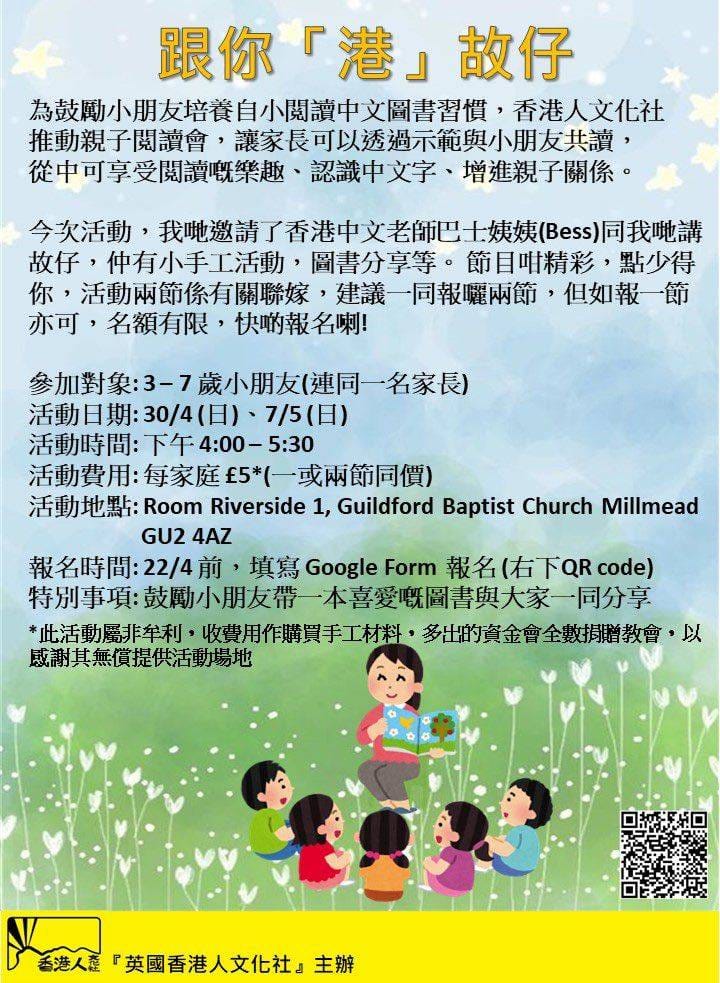 跟你「港」故仔
為鼓勵小朋友培養自小閱讀中文圖書習慣，香港人文化社
推動親子閱讀會，讓家長可以透過示範與小朋友共讀，
從中可享受閱讀嘅樂趣、認識中文字、增進親子關係。
今次活動，我哋邀請了香港中文老師巴士姨姨(Bess)同我哋講
故仔，仲有小手工活動，圖書分享等。節目咁精彩，點少得
你，活動兩節係有關聯嫁，建議一同報曬兩節，但如報一節
亦可，名額有限，快啲報名喇!
參加對象: 3 – 7 歲小朋友(連同一名家長)
活動日期: 30/4 (日)、7/5 (日)
活動時間: 下午 4:00 – 5:30
活動費用: 每家庭 £5*(一或兩節同價)
活動地點: Room Riverside 1, Guildford Baptist Church Millmead
GU2 4AZ
報名時間: 22/4 前，填寫 Google Form 報名 (右下QR code)
特別事項: 鼓勵小朋友帶一本喜愛嘅圖書與大家一同分享
*此活動屬非牟利，收費用作購買手工材料，多出的資金會全數捐贈教會，以
感謝其無償提供活動場地
香港人文化社
『英國香港人文化社』主辦